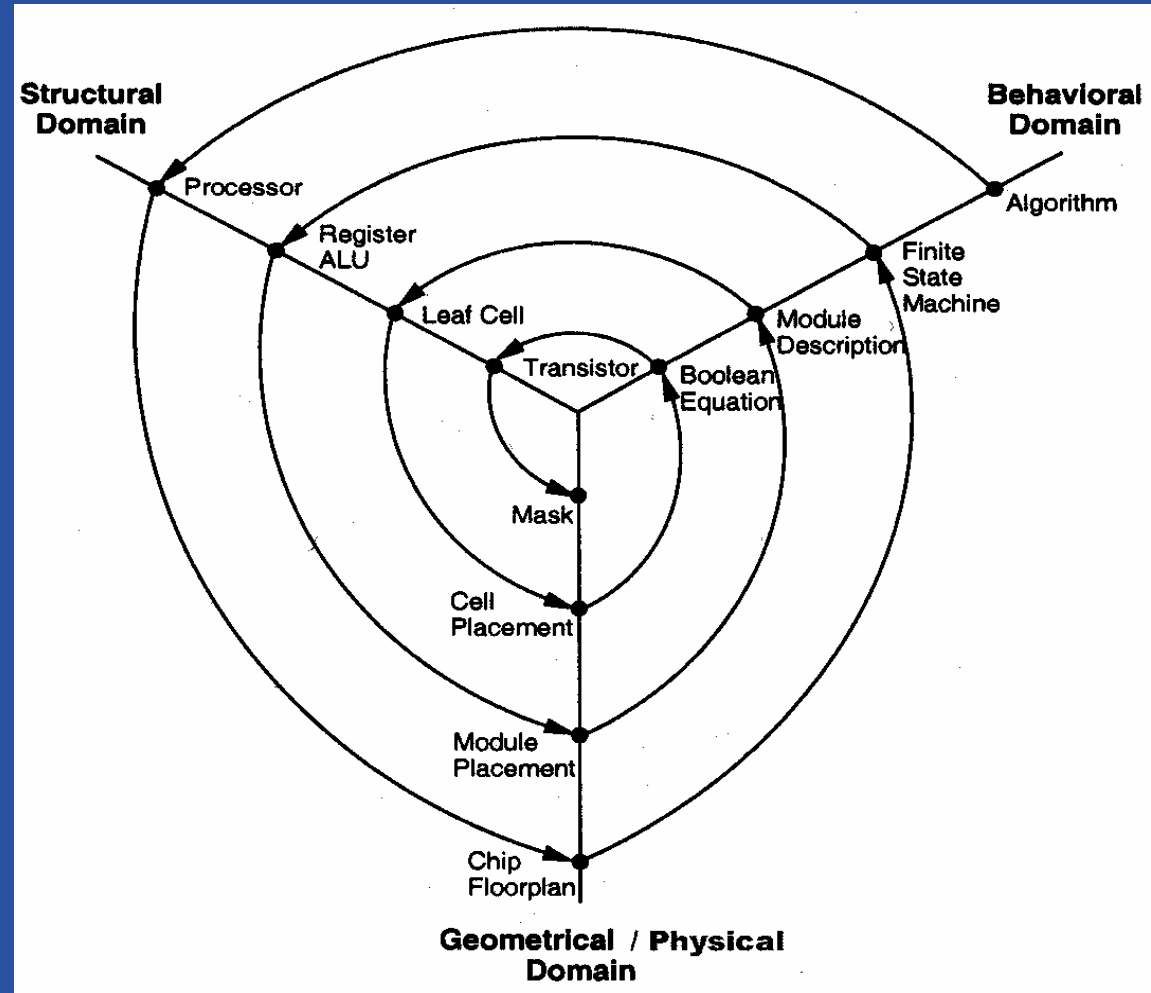 Structural
Domain
Behavioral
Domain
Processor
Algorithm
Register
ALU
Finite
State
Machine
Leaf Cell
Module
Description
Transistor
Boolean
Equation
Mask
Cell
Placement
Module
Placement
Chip
Floorplan
Geometrical / Physical
Domain